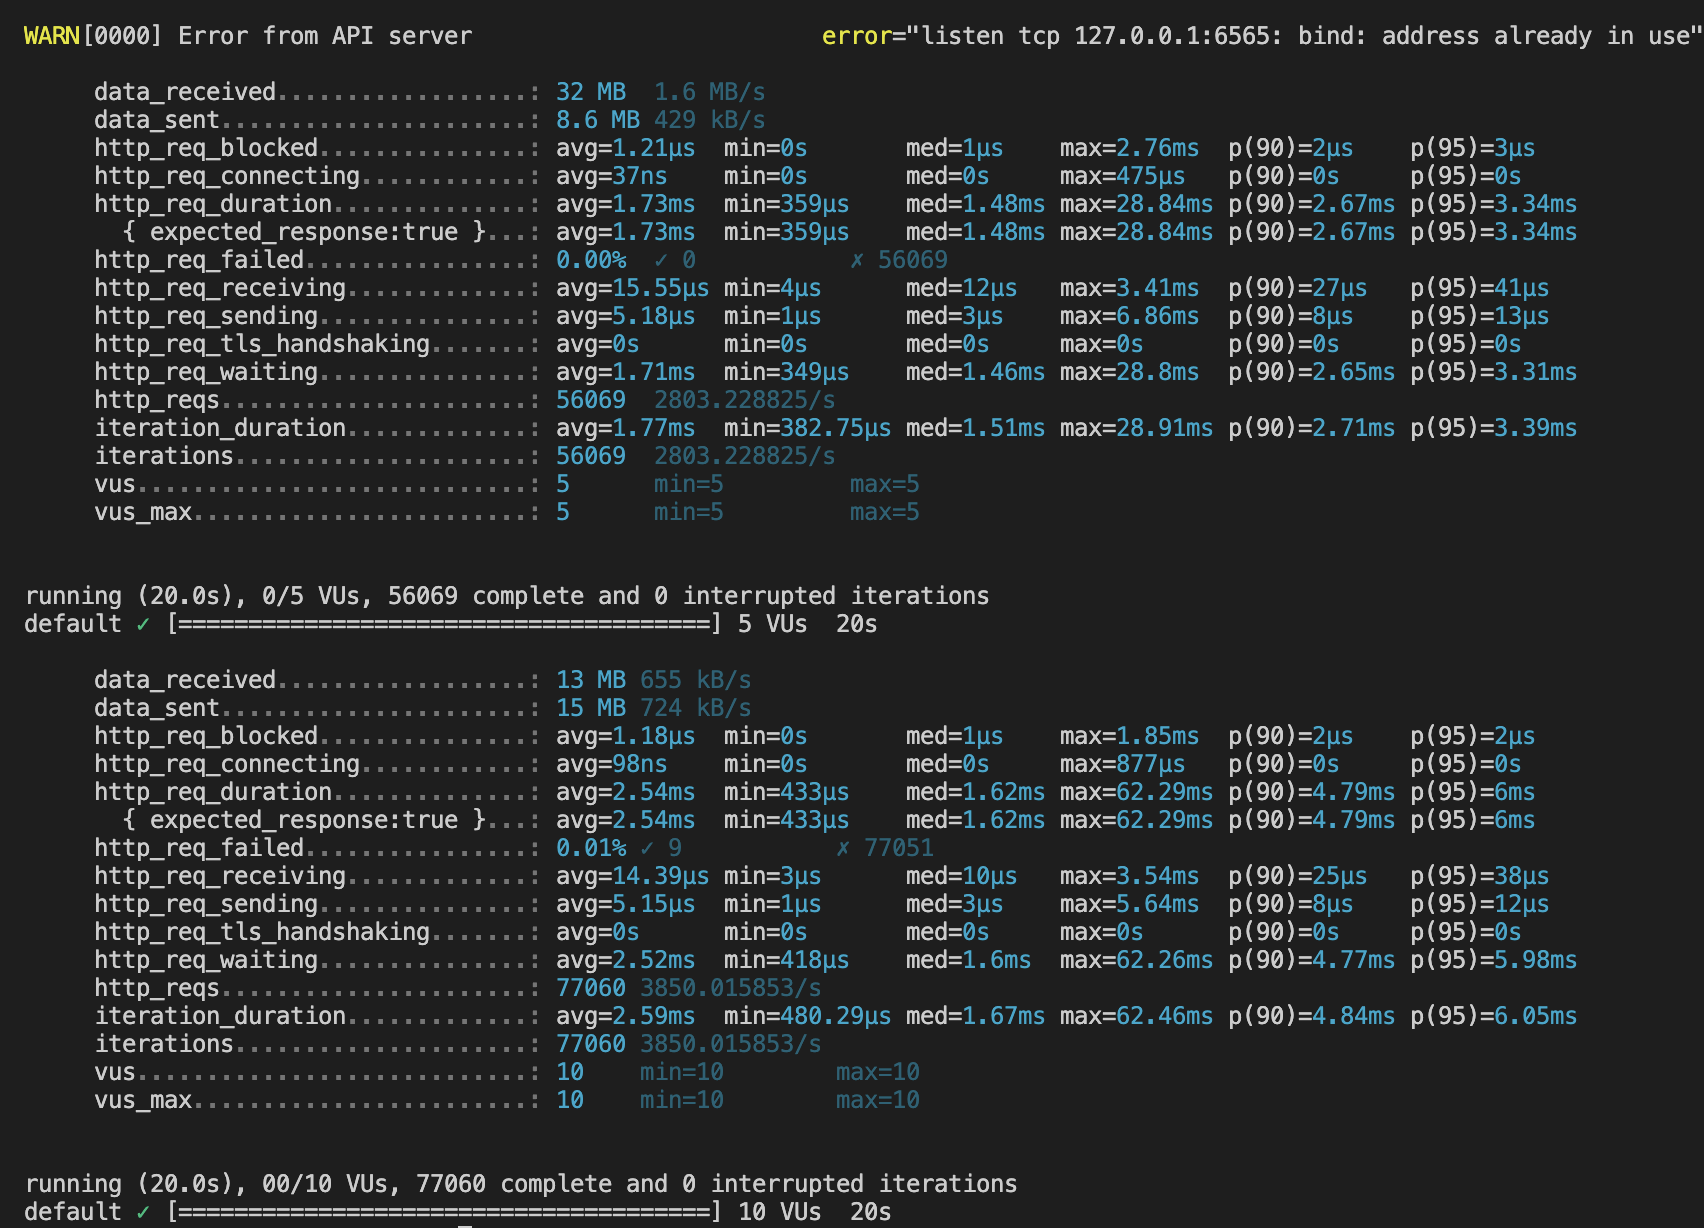 WARN[0000] Error from API server                         error="listen tcp 127.0.0.1:6565: bind: address already in use"
data_received..................: 32 MB  1.6 MB/s
data_sent......................: 8.6 MB 429 kB/s
http_req_blocked...............: avg=1.21µs  min=0s       med=1µs    max=2.76ms  p(90)=2µs    p(95)=3µs
http_req_connecting............: avg=37ns    min=0s       med=0s     max=475µs   p(90)=0s     p(95)=0s
http_req_duration..............: avg=1.73ms  min=359µs    med=1.48ms max=28.84ms p(90)=2.67ms p(95)=3.34ms
{ expected_response:true }...: avg=1.73ms  min=359µs    med=1.48ms max=28.84ms p(90)=2.67ms p(95)=3.34ms
http_req_failed................: 0.00%  ✓ 0           ✗ 56069
http_req_receiving.............: avg=15.55µs min=4µs      med=12µs   max=3.41ms  p(90)=27µs   p(95)=41µs
http_req_sending...............: avg=5.18µs  min=1µs      med=3µs    max=6.86ms  p(90)=8µs    p(95)=13µs
http_req_tls_handshaking.......: avg=0s      min=0s       med=0s     max=0s      p(90)=0s     p(95)=0s
http_req_waiting...............: avg=1.71ms  min=349µs    med=1.46ms max=28.8ms  p(90)=2.65ms p(95)=3.31ms
http_reqs......................: 56069  2803.228825/s
iteration_duration.............: avg=1.77ms  min=382.75µs med=1.51ms max=28.91ms p(90)=2.71ms p(95)=3.39ms
iterations.....................: 56069  2803.228825/s
vus............................: 5      min=5         max=5
vus_max........................: 5      min=5         max=5
running (20.0s), 0/5 VUs, 56069 complete and 0 interrupted iterations
default ✓ [======================================] 5 VUs  20s
data_received..................: 13 MB 655 kB/s
data_sent......................: 15 MB 724 kB/s
http_req_blocked...............: avg=1.18µs  min=0s       med=1µs    max=1.85ms  p(90)=2µs    p(95)=2µs
http_req_connecting............: avg=98ns    min=0s       med=0s     max=877µs   p(90)=0s     p(95)=0s
http_req_duration..............: avg=2.54ms  min=433µs    med=1.62ms max=62.29ms p(90)=4.79ms p(95)=6ms
{ expected_response:true }...: avg=2.54ms  min=433µs    med=1.62ms max=62.29ms p(90)=4.79ms p(95)=6ms
http_req_failed................: 0.01% ✓ 9           ✗ 77051
http_req_receiving.............: avg=14.39µs min=3µs      med=10µs   max=3.54ms  p(90)=25µs   p(95)=38µs
http_req_sending...............: avg=5.15µs  min=1µs      med=3µs    max=5.64ms  p(90)=8µs    p(95)=12µs
http_req_tls_handshaking.......: avg=0s      min=0s       med=0s     max=0s      p(90)=0s     p(95)=0s
http_req_waiting...............: avg=2.52ms  min=418µs    med=1.6ms  max=62.26ms p(90)=4.77ms p(95)=5.98ms
http_reqs......................: 77060 3850.015853/s
iteration_duration.............: avg=2.59ms  min=480.29µs med=1.67ms max=62.46ms p(90)=4.84ms p(95)=6.05ms
iterations.....................: 77060 3850.015853/s
vus............................: 10    min=10        max=10
vus_max........................: 10    min=10        max=10
running (20.0s), 00/10 VUs, 77060 complete and 0 interrupted iterations
default ✓ [======================================] 10 VUs  20s